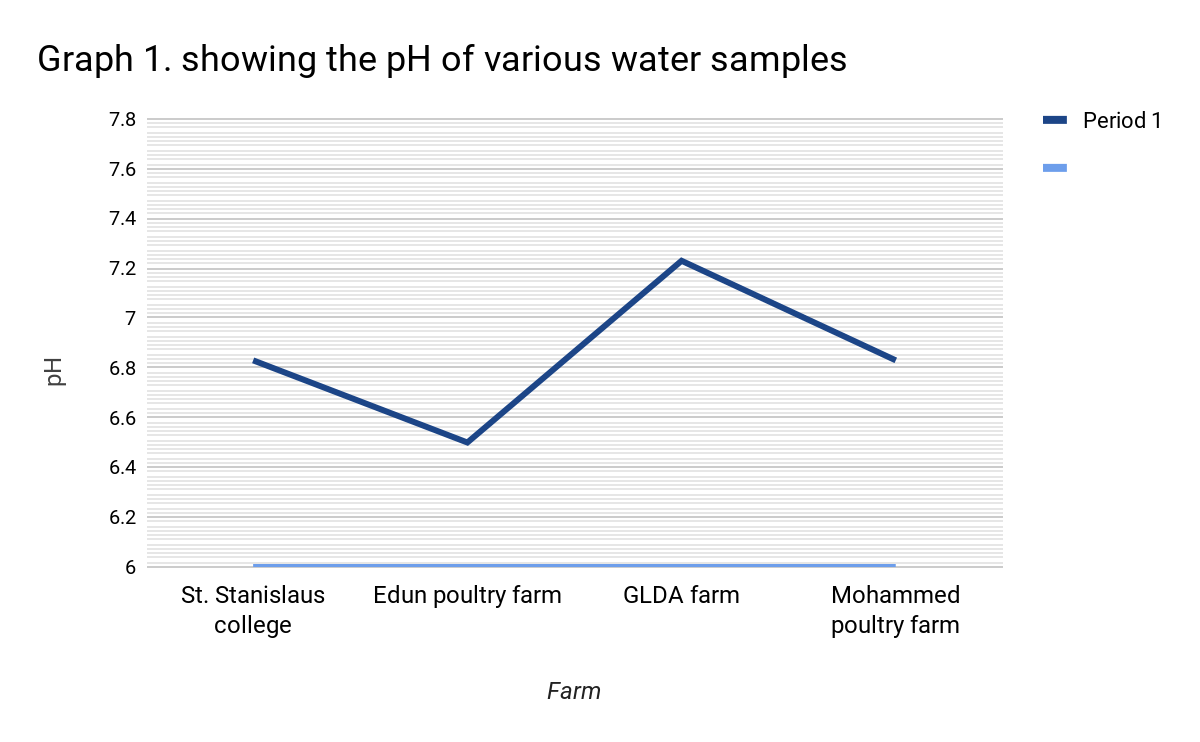 Graph 1. showing the pH of various water samples
7.8
7.6
7.4
7.2
7
6.8
6.6
6.4
6.2
6
pH
Period 1
St. Stanislaus
college
Edun poultry farm
GLDA farm
Mohammed
poultry farm
Farm